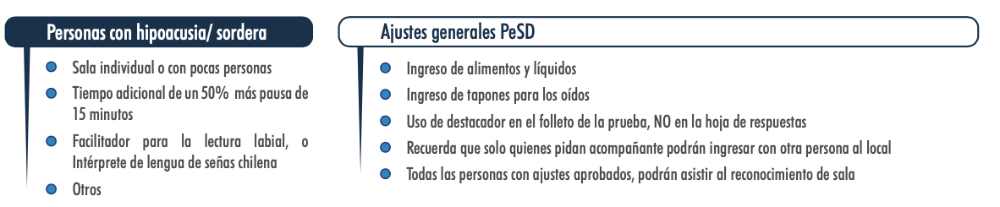 Personas con hipoacusia/ sordera
Sala individual o con pocas personas
Tiempo adicional de un 50% más pausa de
15 minutos
Facilitador para la lectura labial, o
Intérprete de lengua de señas chilena
Otros
Ajustes generales PeSD
Ingreso de alimentos y líquidos
Ingreso de tapones para los oídos
Uso de destacador en el folleto de la prueba, NO en la hoja de respuestas
Recuerda que solo quienes pidan acompañante podrán ingresar con otra persona al local
Todas las personas con ajustes aprobados, podrán asistir al reconocimiento de sala